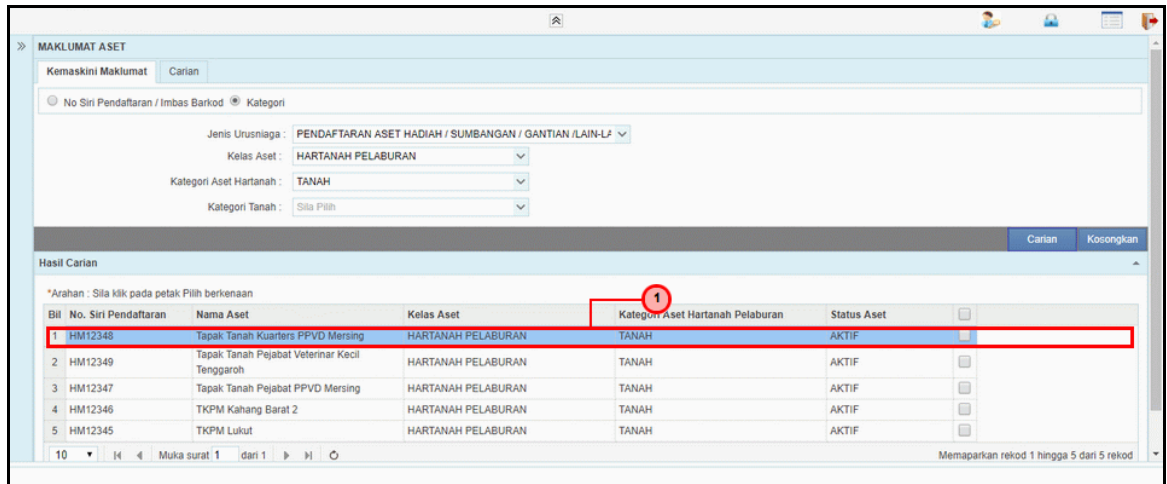 MAKLUMAT ASET
Kemaskini Maklumat Carian
No Siri Pendaftaran / Imbas Barkod Kategori
Jenis Urusniaga : PENDAFTARAN ASET HADIAH / SUMBANGAN / GANTIAN /LAIN-LA
Kelas Aset : HARTANAH PELABURAN
Kategori Aset Hartanah : TANAH
Kategori Tanah : Sila Pilih
Carian Kosongkan
Hasil Carian
*Arahan : Sila klik pada petak Pilih berkenaan
1
Bil No. Siri Pendaftaran Nama Aset Kelas Aset Kategori Aset Hartanah Pelaburan Status Aset
1 HM12348 Tapak Tanah Kuarters PPVD Mersing HARTANAH PELABURAN TANAH AKTIF
2 HM12349 Tapak Tanah Pejabat Veterinar Kecil Tenggaroh HARTANAH PELABURAN TANAH AKTIF
3 HM12347 Tapak Tanah Pejabat PPVD Mersing HARTANAH PELABURAN TANAH AKTIF
4 HM12346 TKPM Kahang Barat 2 HARTANAH PELABURAN TANAH AKTIF
5 HM12345 TKPM Lukut HARTANAH PELABURAN TANAH AKTIF
10 Muka surat 1 dari 1 Memaparkan rekod 1 hingga 5 dari 5 rekod